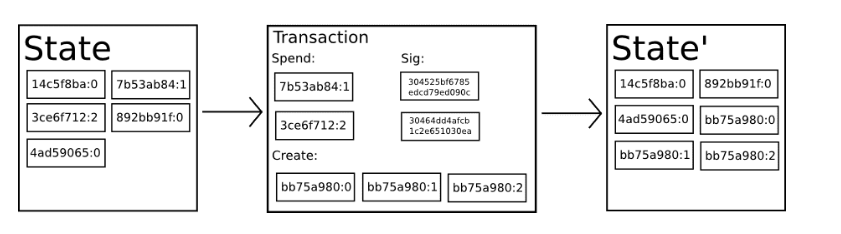 State
14c5f8ba:0 7b53ab84:1
3ce6f712:2 892bb91f:0
4ad59065:0
Transaction
Spend: Sig:
7b53ab84:1 304525bf6785
edcd79ed090c
3ce6f712:2 30464dd4afcb
1c2e651030ea
Create:
bb75a980:0 bb75a980:1 bb75a980:2
State'
14c5f8ba:0 892bb91f:0
4ad59065:0 bb75a980:0
bb75a980:1 bb75a980:2